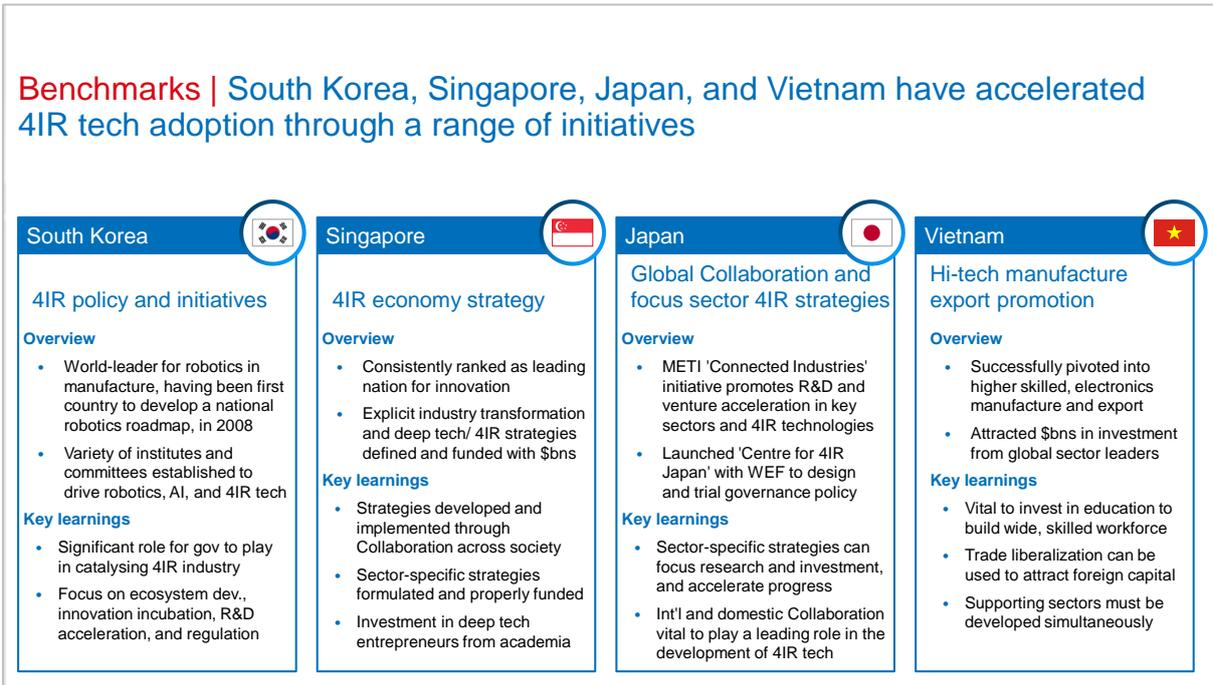 Benchmarks | South Korea, Singapore, Japan, and Vietnam have accelerated
4IR tech adoption through a range of initiatives
South Korea
4IR policy and initiatives
Overview
• World-leader for robotics in
manufacture, having been first
country to develop a national
robotics roadmap, in 2008
• Variety of institutes and
committees established to
drive robotics, AI, and 4IR tech
Key learnings
• Significant role for gov to play
in catalysing 4IR industry
• Focus on ecosystem dev.,
innovation incubation, R&D
acceleration, and regulation
Singapore
4IR economy strategy
Overview
• Consistently ranked as leading
nation for innovation
• Explicit industry transformation
and deep tech/ 4IR strategies
defined and funded with $bns
Key learnings
• Strategies developed and
implemented through
Collaboration across society
• Sector-specific strategies
formulated and properly funded
• Investment in deep tech
entrepreneurs from academia
Japan
Global Collaboration and
focus sector 4IR strategies
Overview
• METI 'Connected Industries'
initiative promotes R&D and
venture acceleration in key
sectors and 4IR technologies
• Launched 'Centre for 4IR
Japan' with WEF to design
and trial governance policy
Key learnings
• Sector-specific strategies can
focus research and investment,
and accelerate progress
• Int'l and domestic Collaboration
vital to play a leading role in the
development of 4IR tech
Vietnam
Hi-tech manufacture
export promotion
Overview
• Successfully pivoted into
higher skilled, electronics
manufacture and export
• Attracted $bns in investment
from global sector leaders
Key learnings
• Vital to invest in education to
build wide, skilled workforce
• Trade liberalization can be
used to attract foreign capital
• Supporting sectors must be
developed simultaneously